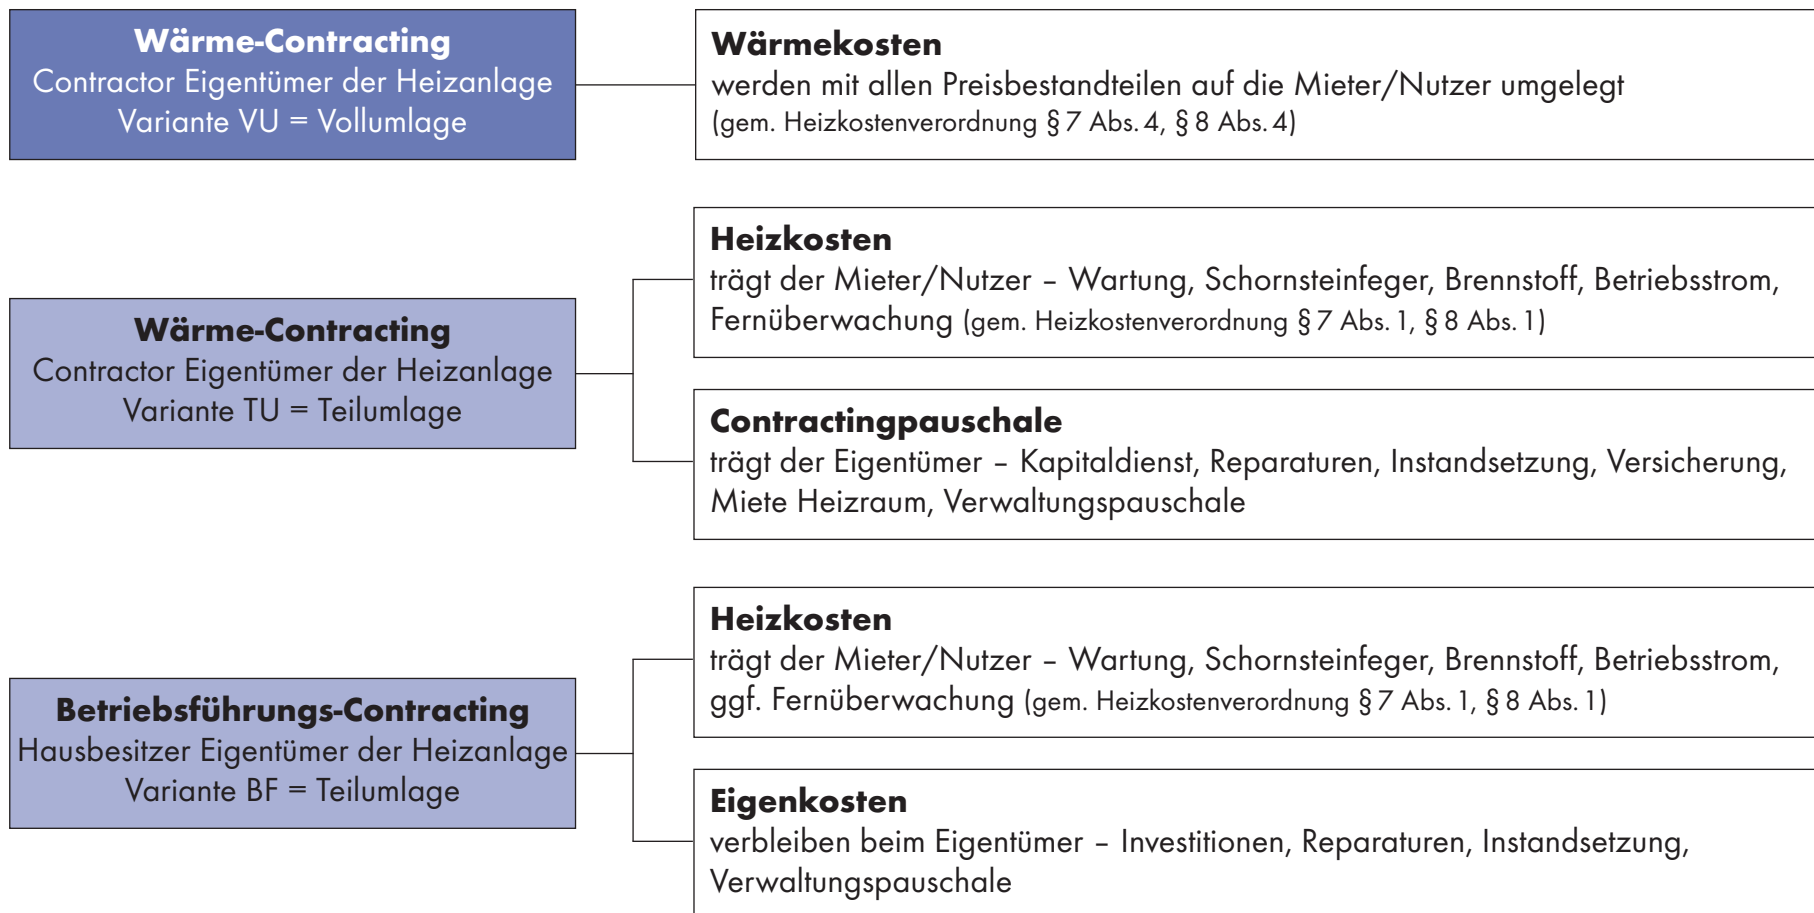 Wärme-Contracting
Contractor Eigentümer der Heizanlage
Variante VU = Vollumlage
Wärmekosten
werden mit allen Preisbestandteilen auf die Mieter/Nutzer umgelegt
(gem. Heizkostenverordnung § 7 Abs. 4, § 8 Abs. 4)
Wärme-Contracting
Contractor Eigentümer der Heizanlage
Variante TU = Teilumlage
Heizkosten
trägt der Mieter/Nutzer – Wartung, Schornsteinfeger, Brennstoff, Betriebsstrom,
Fernüberwachung (gem. Heizkostenverordnung § 7 Abs. 1, § 8 Abs. 1)
Contractingpauschale
trägt der Eigentümer – Kapitaldienst, Reparaturen, Instandsetzung, Versicherung,
Miete Heizraum, Verwaltungspauschale
Betriebsführungs-Contracting
Hausbesitzer Eigentümer der Heizanlage
Variante BF = Teilumlage
Heizkosten
trägt der Mieter/Nutzer – Wartung, Schornsteinfeger, Brennstoff, Betriebsstrom,
ggf. Fernüberwachung (gem. Heizkostenverordnung § 7 Abs. 1, § 8 Abs. 1)
Eigenkosten
verbleiben beim Eigentümer – Investitionen, Reparaturen, Instandsetzung,
Verwaltungspauschale